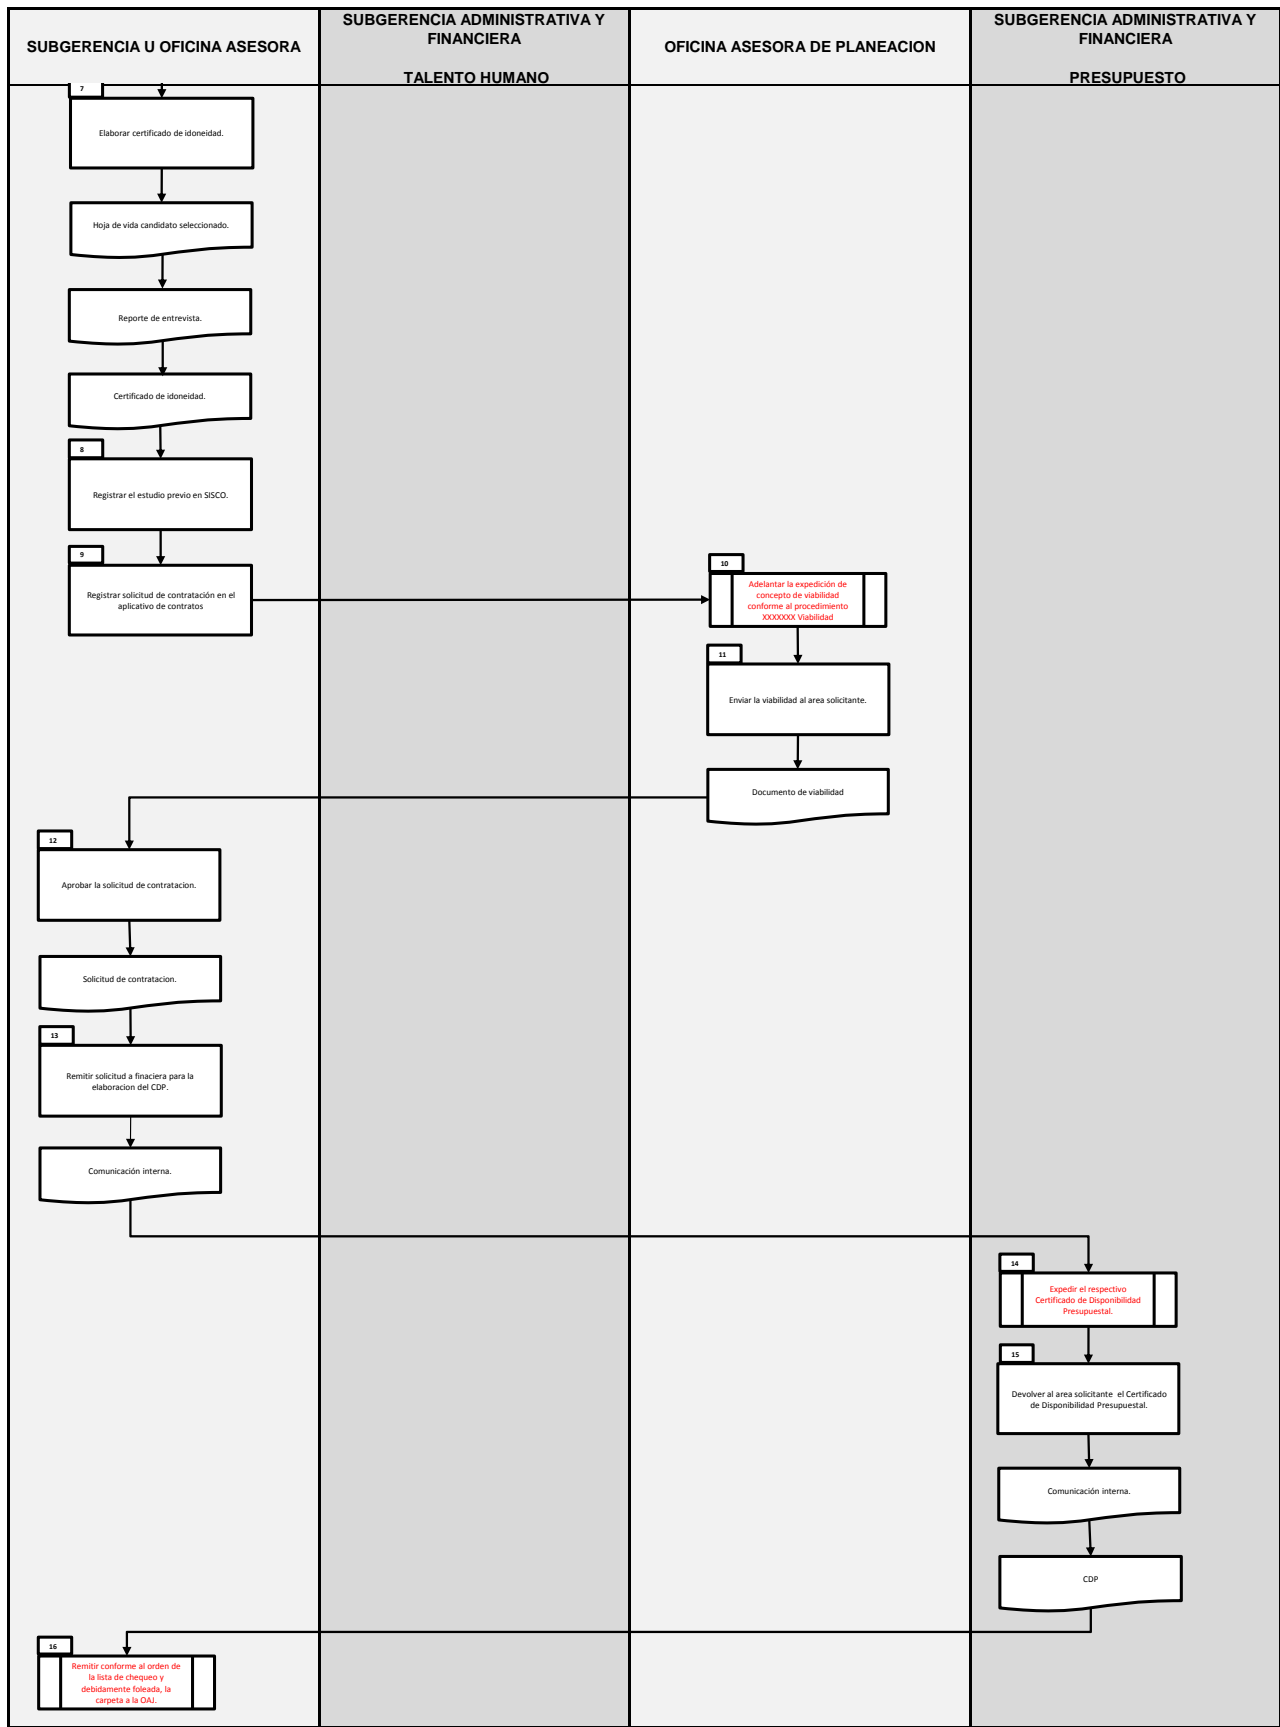 SUBGERENCIA U OFICINA ASESORA
SUBGERENCIA ADMINISTRATIVA Y
FINANCIERA
TALENTO HUMANO
OFICINA ASESORA DE PLANEACION
SUBGERENCIA ADMINISTRATIVA Y
FINANCIERA
PRESUPUESTO
7
Elaborar certificado de idoneidad.
Hoja de vida candidato seleccionado.
Reporte de entrevista.
Certificado de idoneidad.
8
Registrar el estudio previo en SISCO.
9
Registrar solicitud de contratación en el
aplicativo de contratos
10
Adelantar la expedición de
concepto de viabilidad
conforme al procedimiento
XXXXXXX Viabilidad
11
Enviar la viabilidad al area solicitante.
Documento de viabilidad
12
Aprobar la solicitud de contratacion.
Solicitud de contratacion.
13
Remitir solicitud a finaciera para la
elaboracion del CDP.
Comunicación interna.
14
Expedir el respectivo
Certificado de Disponibilidad
Presupuestal.
15
Devolver al area solicitante el Certificado
de Disponibilidad Presupuestal.
Comunicación interna.
CDP
16
Remitir conforme al orden de
la lista de chequeo y
debidamente foleada, la
carpeta a la OAJ.